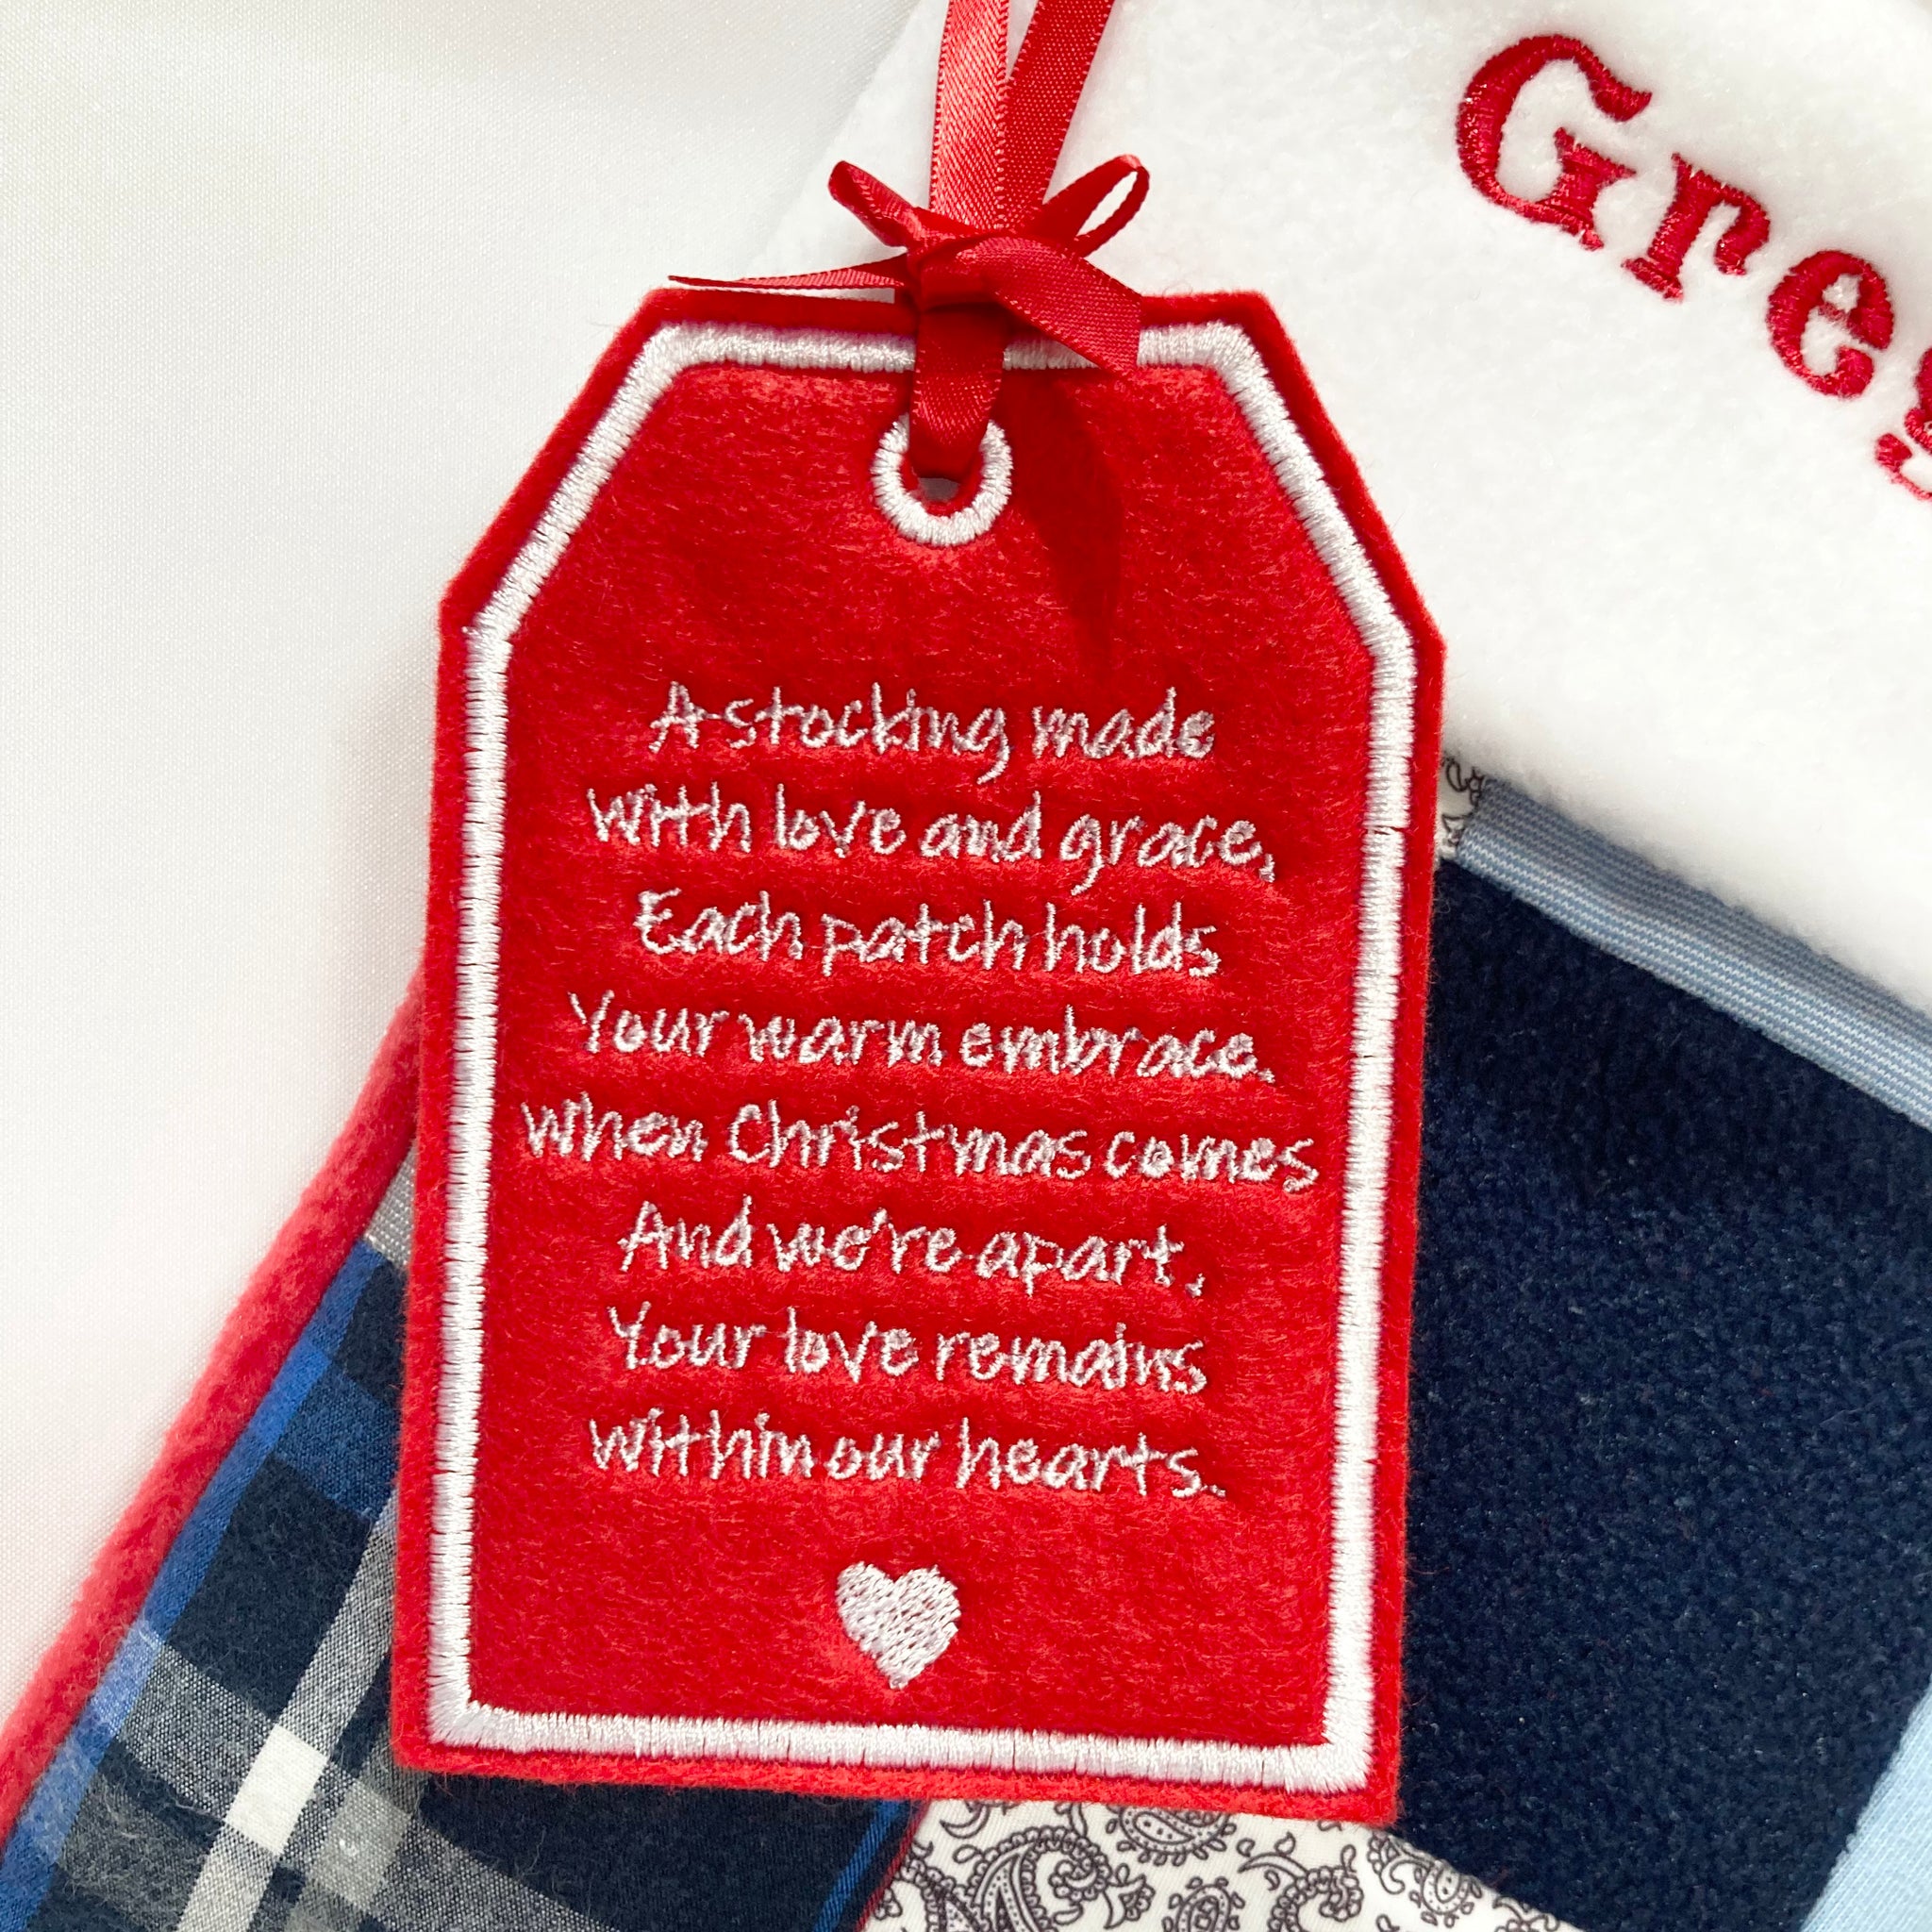 Greg
A stocking made
with love and grace,
Each patch holds
Your warm embrace.
when Christmas comes
And we're apart,
Your love remains
within our hearts.